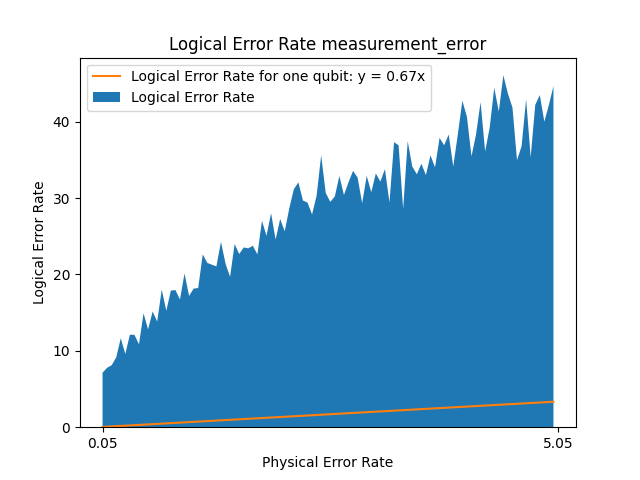 Logical Error Rate measurement_error
Logical Error Rate for one qubit: y = 0.67x
Logical Error Rate
40
30
20
10
0
Logical Error Rate
0.05
5.05
Physical Error Rate